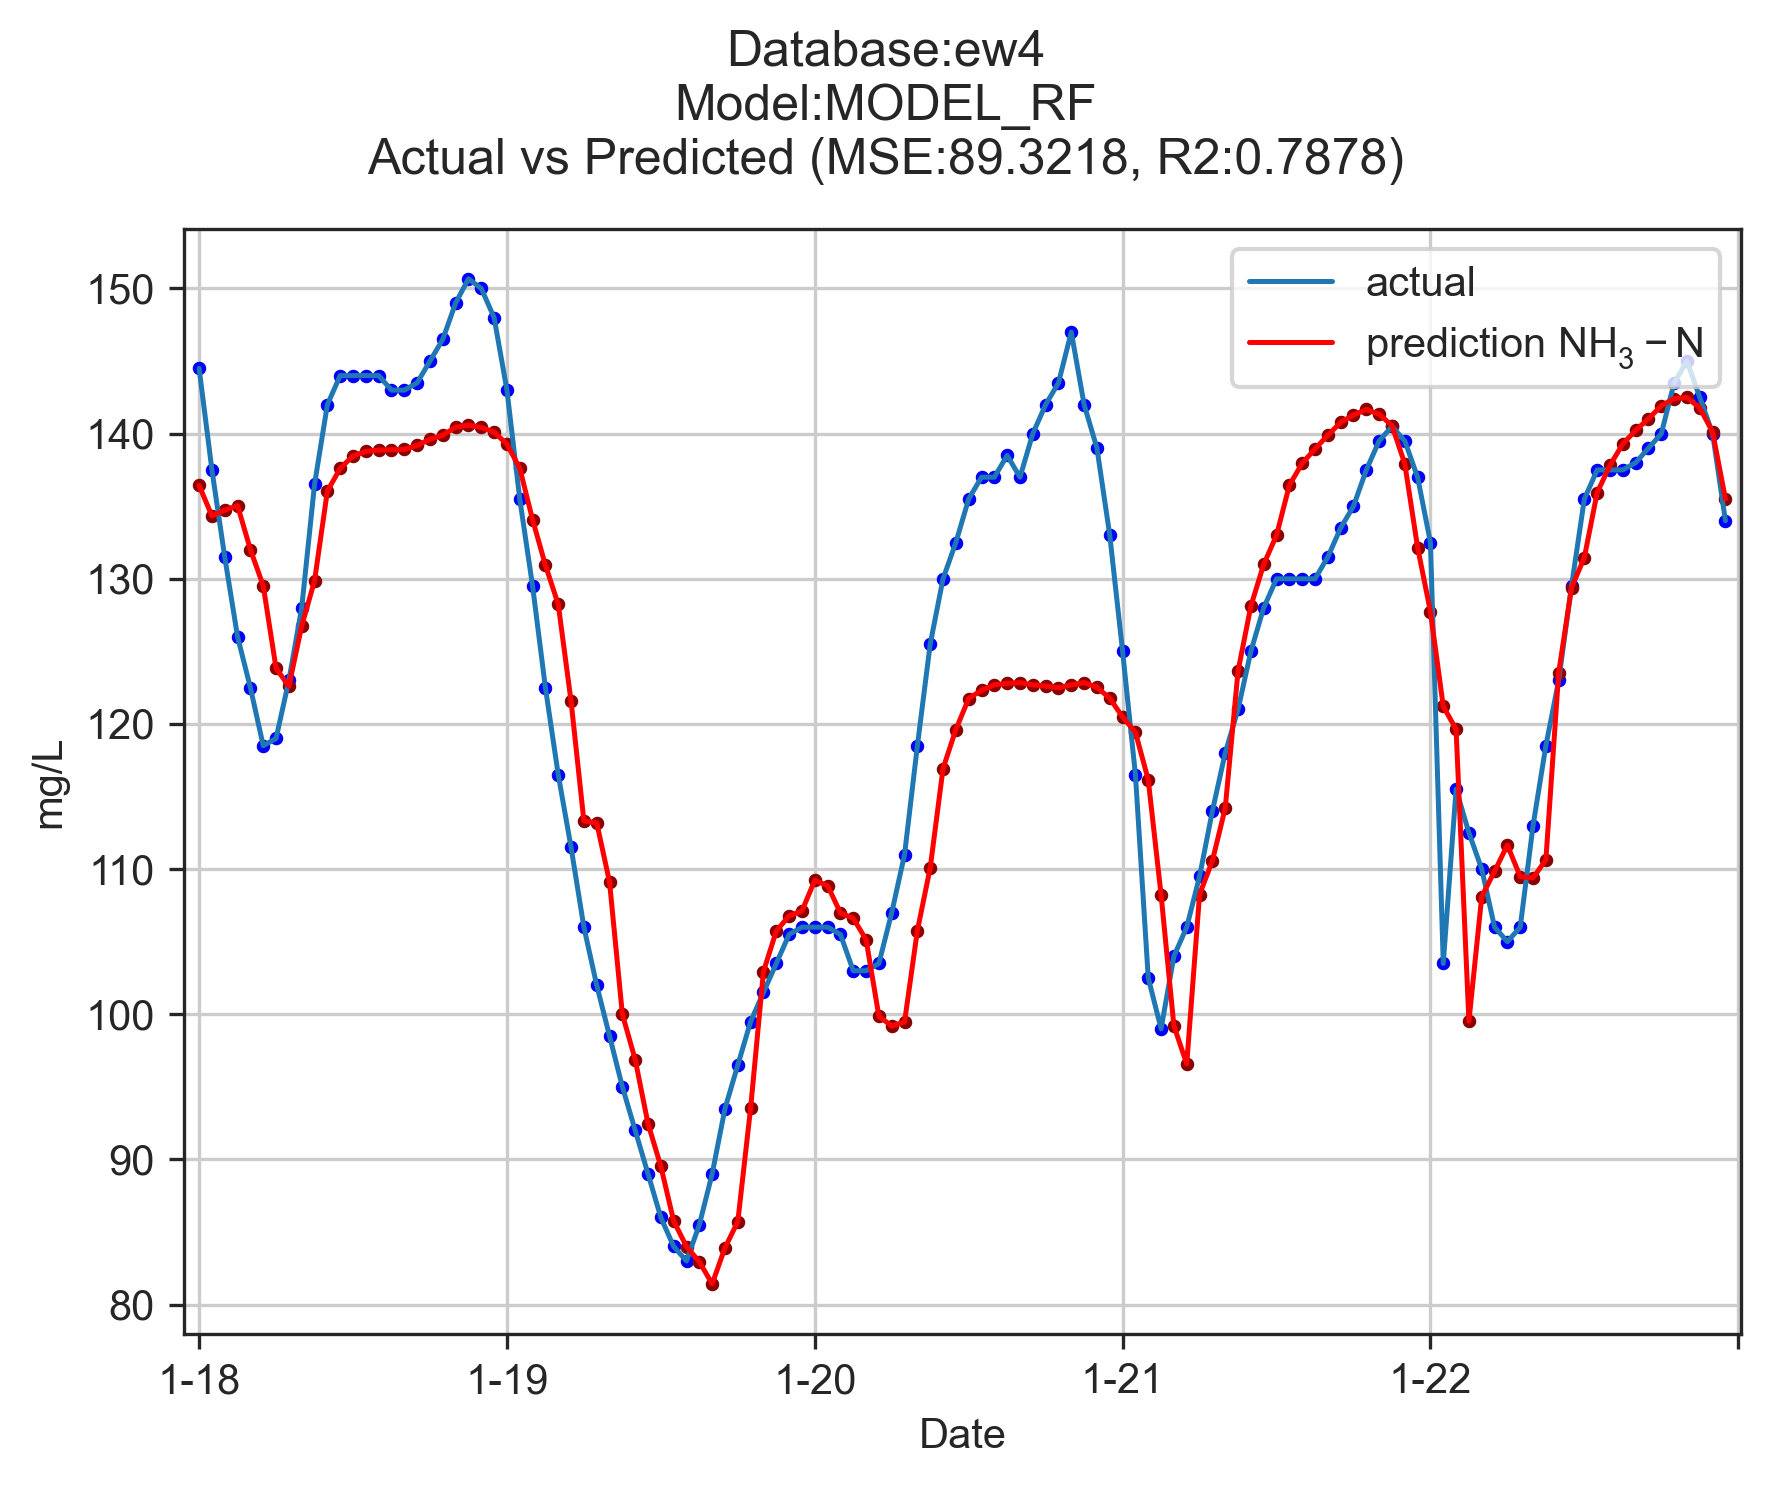 Database:ew4
Model:MODEL_RF
Actual vs Predicted (MSE:89.3218, R2:0.7878)
actual
prediction NH₃ − N
150
140
130
120
110
100
90
80
mg/L
1-18 1-19 1-20 1-21 1-22
Date